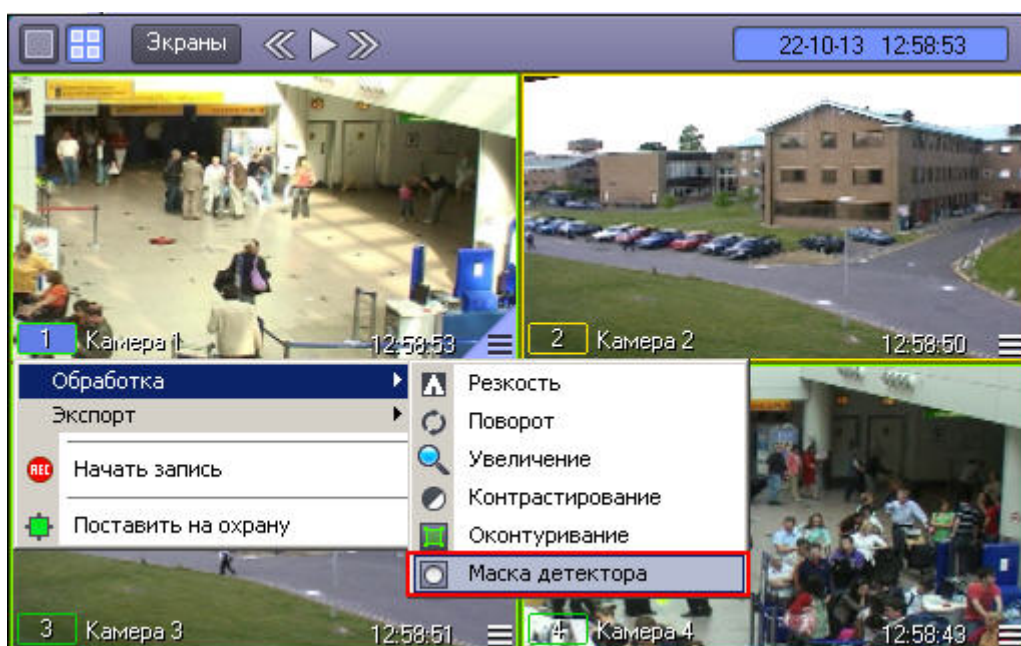 Экраны
22-10-13 12:58:53
1 Камера 1 12:58:53
2 Камера 2 12:58:50
Обработка
Экспорт
REC Начать запись
Поставить на охрану
Резкость
Поворот
Увеличение
Контрастирование
Оконтуривание
Маска детектора
3 Камера 3 12:58:51
4 Камера 4 12:58:43